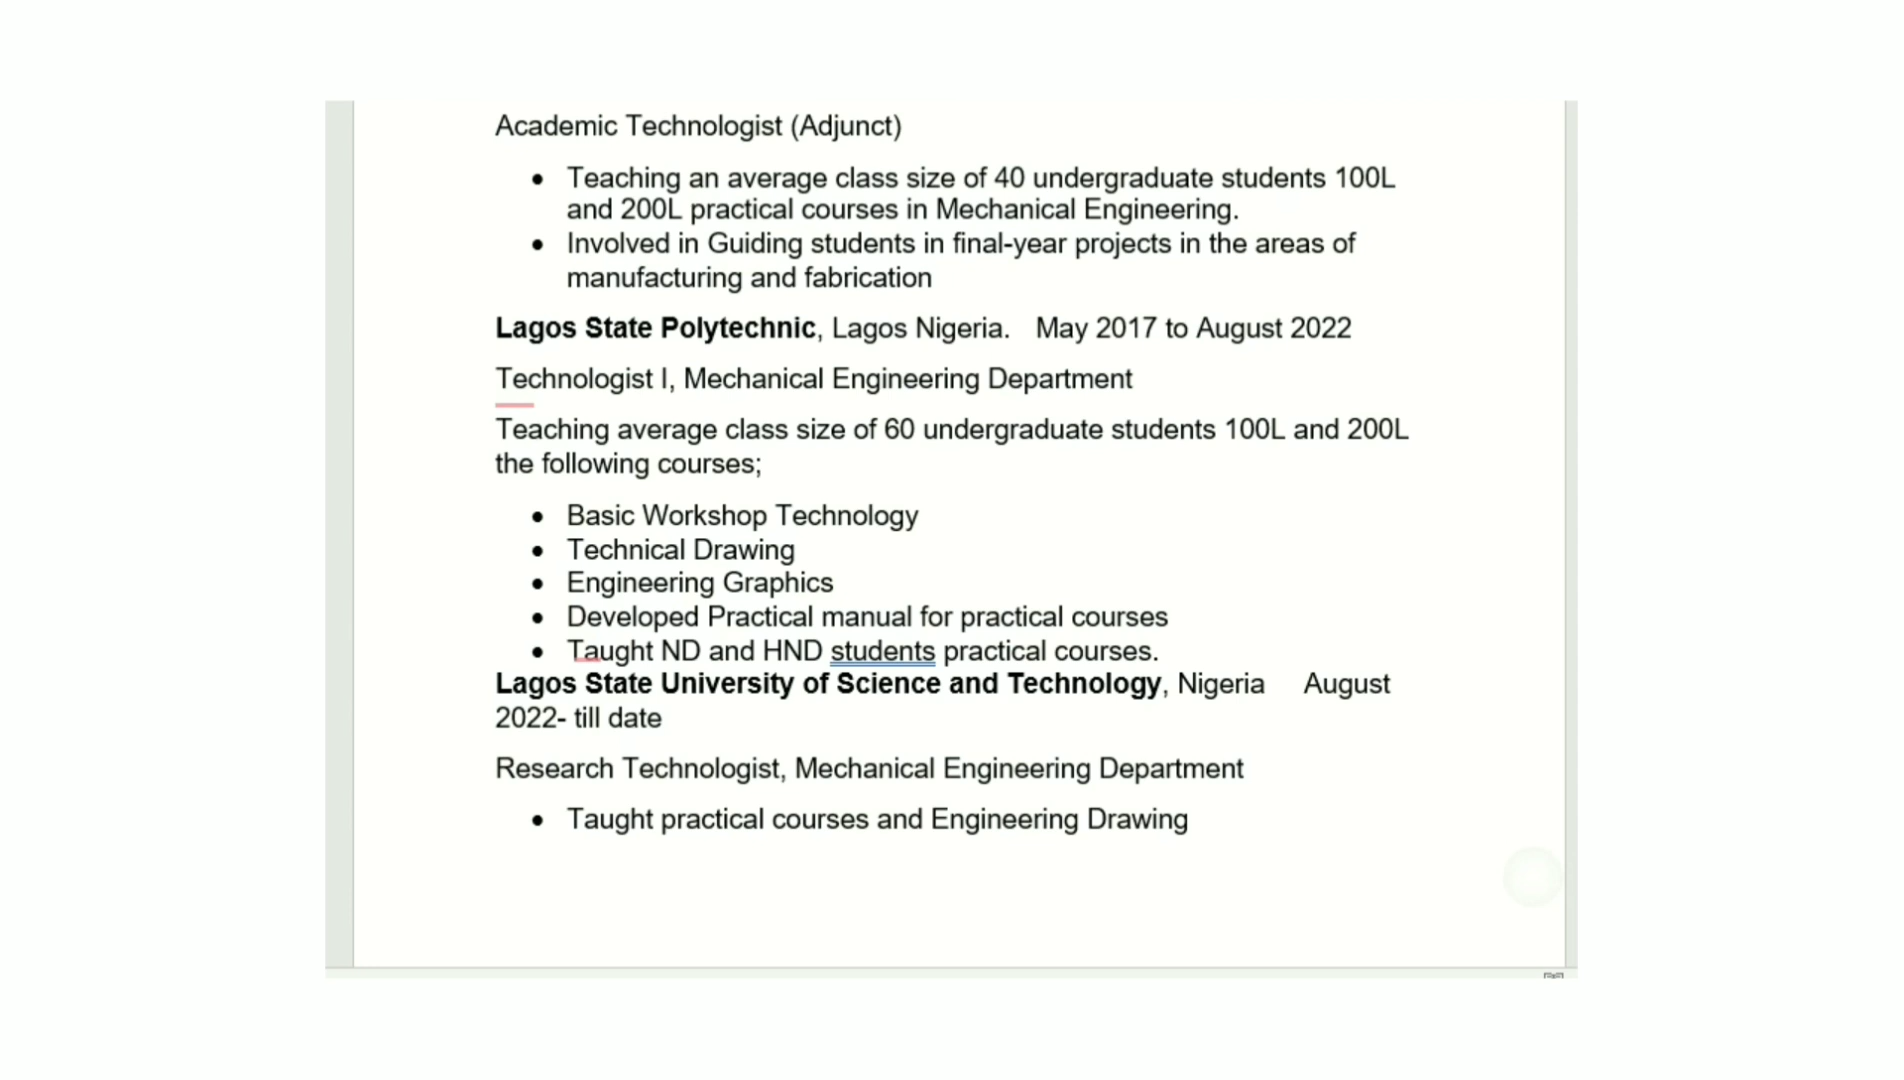 Academic Technologist (Adjunct)
• Teaching an average class size of 40 undergraduate students 100L
and 200L practical courses in Mechanical Engineering.
• Involved in Guiding students in final-year projects in the areas of
manufacturing and fabrication
Lagos State Polytechnic, Lagos Nigeria. May 2017 to August 2022
Technologist I, Mechanical Engineering Department
Teaching average class size of 60 undergraduate students 100L and 200L
the following courses;
• Basic Workshop Technology
• Technical Drawing
• Engineering Graphics
• Developed Practical manual for practical courses
• Taught ND and HND students practical courses.
Lagos State University of Science and Technology, Nigeria August
2022- till date
Research Technologist, Mechanical Engineering Department
• Taught practical courses and Engineering Drawing